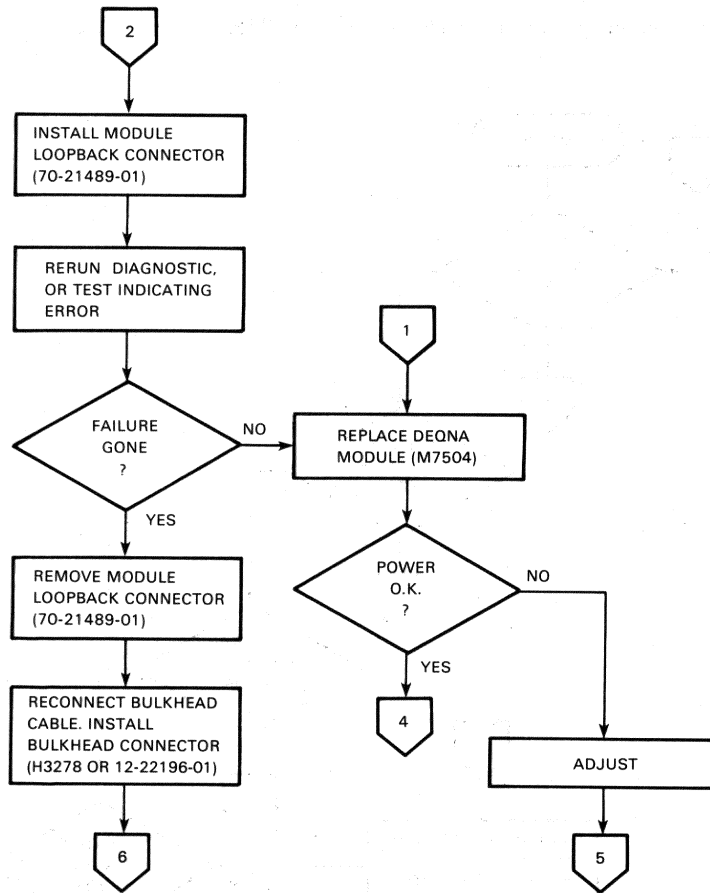 2
INSTALL MODULE
LOOPBACK CONNECTOR
(70-21489-01)
RERUN DIAGNOSTIC,
OR TEST INDICATING
ERROR
FAILURE
GONE
?
NO
YES
REMOVE MODULE
LOOPBACK CONNECTOR
(70-21489-01)
RECONNECT BULKHEAD
CABLE. INSTALL
BULKHEAD CONNECTOR
(H3278 OR 12-22196-01)
6
1
REPLACE DEQNA
MODULE (M7504)
POWER
O.K.
?
NO
YES
4
ADJUST
5